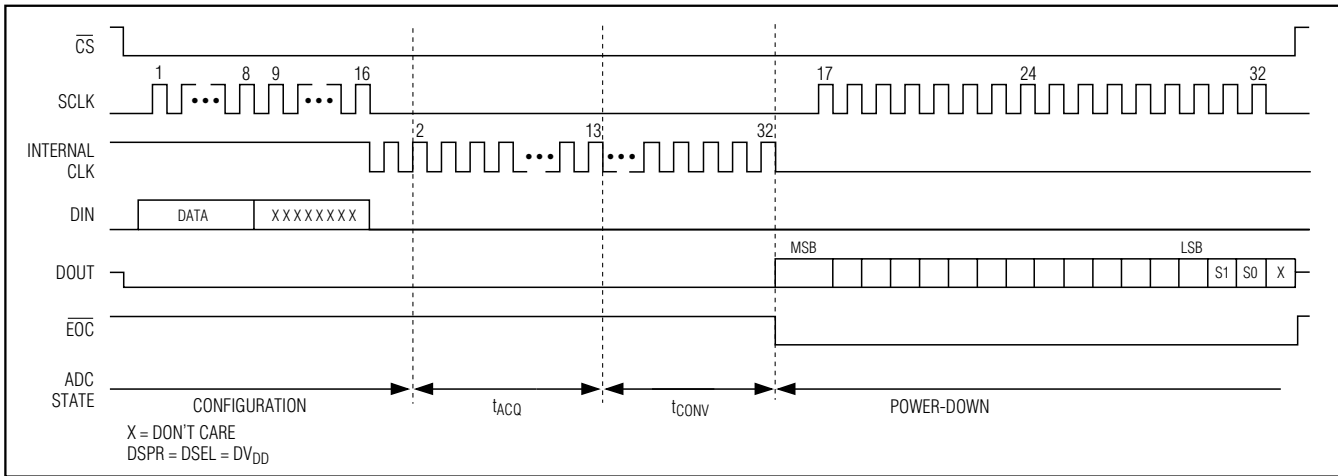 CS
1 8 9 16 17 24 32
SCLK
2 13 32
INTERNAL
CLK
DIN
DATA XXXXXXXX
MSB LSB
DOUT
S1 S0 X
EOC
ADC
STATE
CONFIGURATION tACQ tCONV POWER-DOWN
X = DON'T CARE
DSPR = DSEL = DVDD